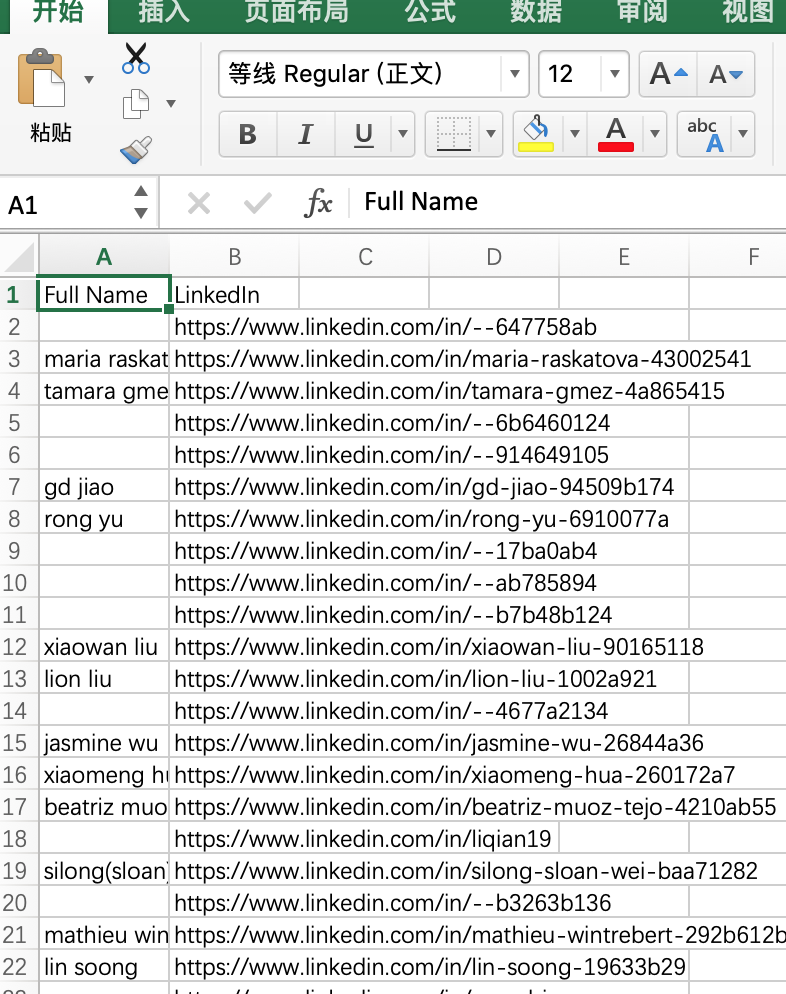 开始 插入 页面布局 公式 数据 审阅 视图
粘贴
等线 Regular (正文) 12 A A
B I U A abc A
A1 fx Full Name
A B C D E F
1 Full Name LinkedIn
2 https://www.linkedin.com/in/--647758ab
3 maria raskat https://www.linkedin.com/in/maria-raskatova-43002541
4 tamara gme https://www.linkedin.com/in/tamara-gmez-4a865415
5 https://www.linkedin.com/in/--6b6460124
6 https://www.linkedin.com/in/--914649105
7 gd jiao https://www.linkedin.com/in/gd-jiao-94509b174
8 rong yu https://www.linkedin.com/in/rong-yu-6910077a
9 https://www.linkedin.com/in/--17ba0ab4
10 https://www.linkedin.com/in/--ab785894
11 https://www.linkedin.com/in/--b7b48b124
12 xiaowan liu https://www.linkedin.com/in/xiaowan-liu-90165118
13 lion liu https://www.linkedin.com/in/lion-liu-1002a921
14 https://www.linkedin.com/in/--4677a2134
15 jasmine wu https://www.linkedin.com/in/jasmine-wu-26844a36
16 xiaomeng hu https://www.linkedin.com/in/xiaomeng-hua-260172a7
17 beatriz muo https://www.linkedin.com/in/beatriz-muoz-tejo-4210ab55
18 https://www.linkedin.com/in/liqian19
19 silong(sloan) https://www.linkedin.com/in/silong-sloan-wei-baa71282
20 https://www.linkedin.com/in/--b3263b136
21 mathieu win https://www.linkedin.com/in/mathieu-wintrebert-292b612b
22 lin soong https://www.linkedin.com/in/lin-soong-19633b29